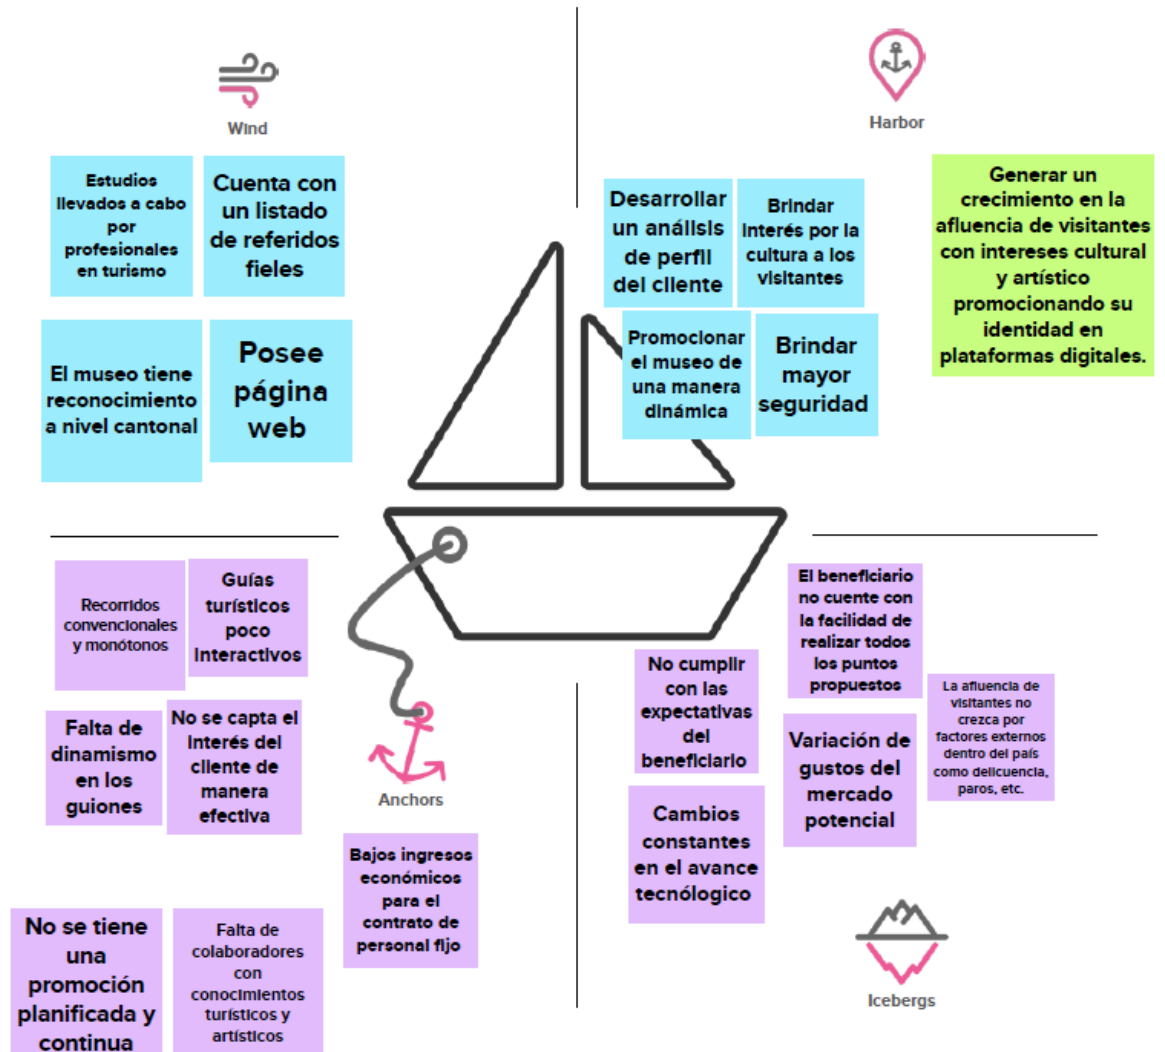 Wind
Estudios
llevados a cabo
por
profesionales
en turismo
Cuenta con
un listado
de referidos
fieles
El museo tiene
reconocimiento
a nivel cantonal
Posee
página
web
Harbor
Desarrollar
un análisis
de perfil
del cliente
Brindar
interés por la
cultura a los
visitantes
Promocionar
el museo de
una manera
dinámica
Brindar
mayor
seguridad
Generar un
crecimiento en la
afluencia de visitantes
con intereses cultural
y artístico
promocionando su
identidad en
plataformas digitales.
Recorridos
convencionales
y monótonos
Guías
turísticos
poco
interactivos
Falta de
dinamismo
en los
guiones
No se capta el
interés del
cliente de
manera
efectiva
Anchors
Bajos ingresos
económicos
para el
contrato de
personal fijo
No se tiene
una
promoción
planificada y
continua
Falta de
colaboradores
con
conocimientos
turísticos y
artísticos
El beneficiario
no cuente con
la facilidad de
realizar todos
los puntos
propuestos
No cumplir
con las
expectativas
del
beneficiario
La afluencia de
visitantes no
crezca por
factores externos
dentro del país
como delicuencia,
paros, etc.
Variación de
gustos del
mercado
potencial
Cambios
constantes
en el avance
tecnólogico
Icebergs